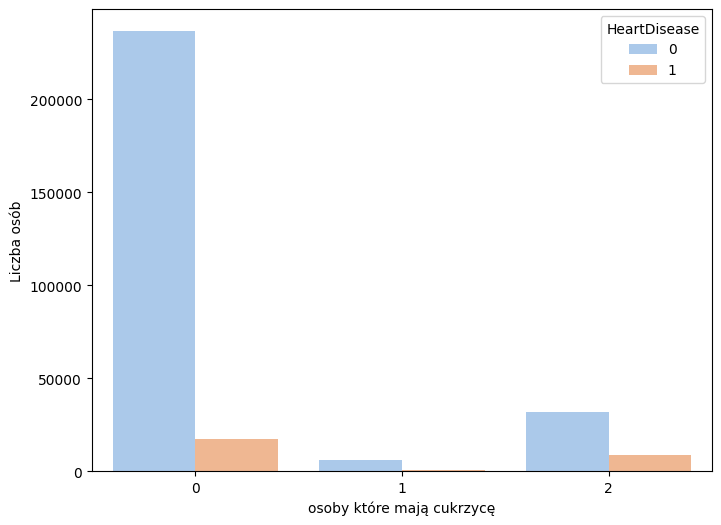 HeartDisease
0
1
200000
150000
100000
50000
0
Liczba osób
0 1 2
osoby które mają cukrzycę